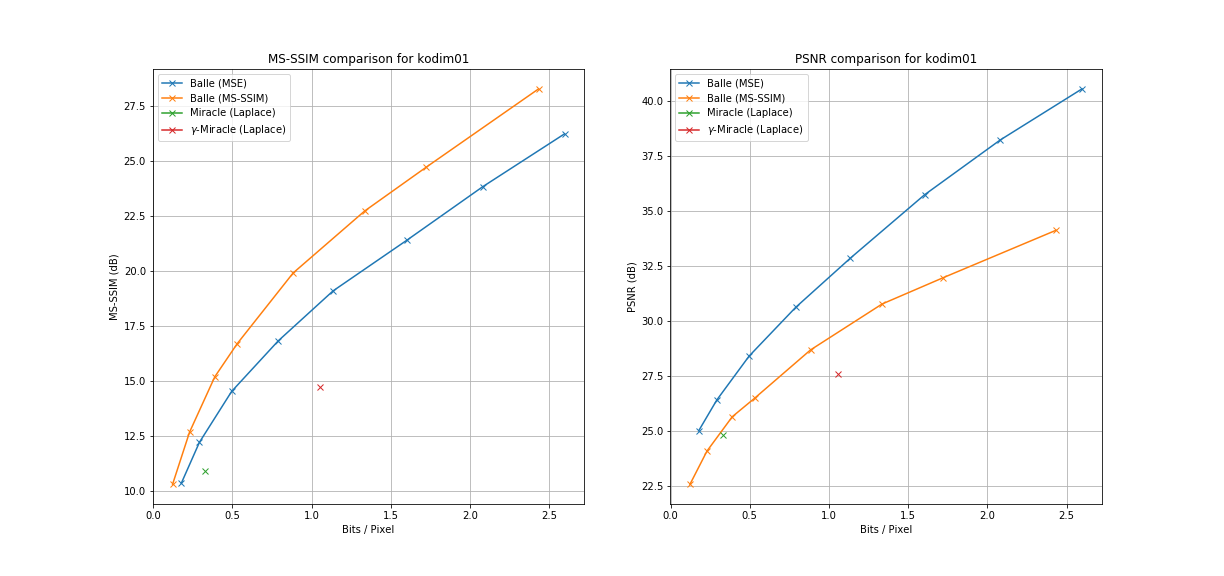 MS-SSIM comparison for kodim01
Balle (MSE)
Balle (MS-SSIM)
Miracle (Laplace)
γ-Miracle (Laplace)
27.5
25.0
22.5
20.0
17.5
15.0
12.5
10.0
MS-SSIM (dB)
0.0 0.5 1.0 1.5 2.0 2.5
Bits / Pixel
PSNR comparison for kodim01
Balle (MSE)
Balle (MS-SSIM)
Miracle (Laplace)
γ-Miracle (Laplace)
40.0
37.5
35.0
32.5
30.0
27.5
25.0
22.5
PSNR (dB)
0.0 0.5 1.0 1.5 2.0 2.5
Bits / Pixel